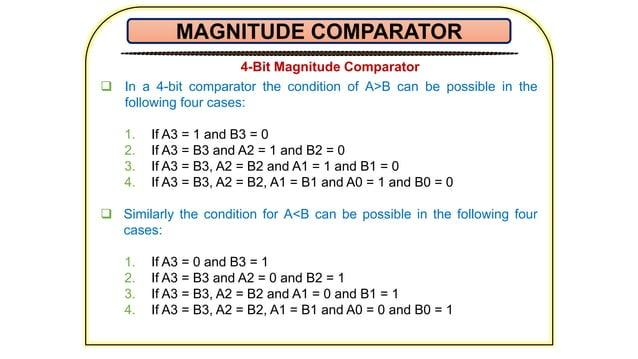 MAGNITUDE COMPARATOR
4-Bit Magnitude Comparator
❑ In a 4-bit comparator the condition of A>B can be possible in the
following four cases:
1. If A3 = 1 and B3 = 0
2. If A3 = B3 and A2 = 1 and B2 = 0
3. If A3 = B3, A2 = B2 and A1 = 1 and B1 = 0
4. If A3 = B3, A2 = B2, A1 = B1 and A0 = 1 and B0 = 0
❑ Similarly the condition for A<B can be possible in the following four
cases:
1. If A3 = 0 and B3 = 1
2. If A3 = B3 and A2 = 0 and B2 = 1
3. If A3 = B3, A2 = B2 and A1 = 0 and B1 = 1
4. If A3 = B3, A2 = B2, A1 = B1 and A0 = 0 and B0 = 1